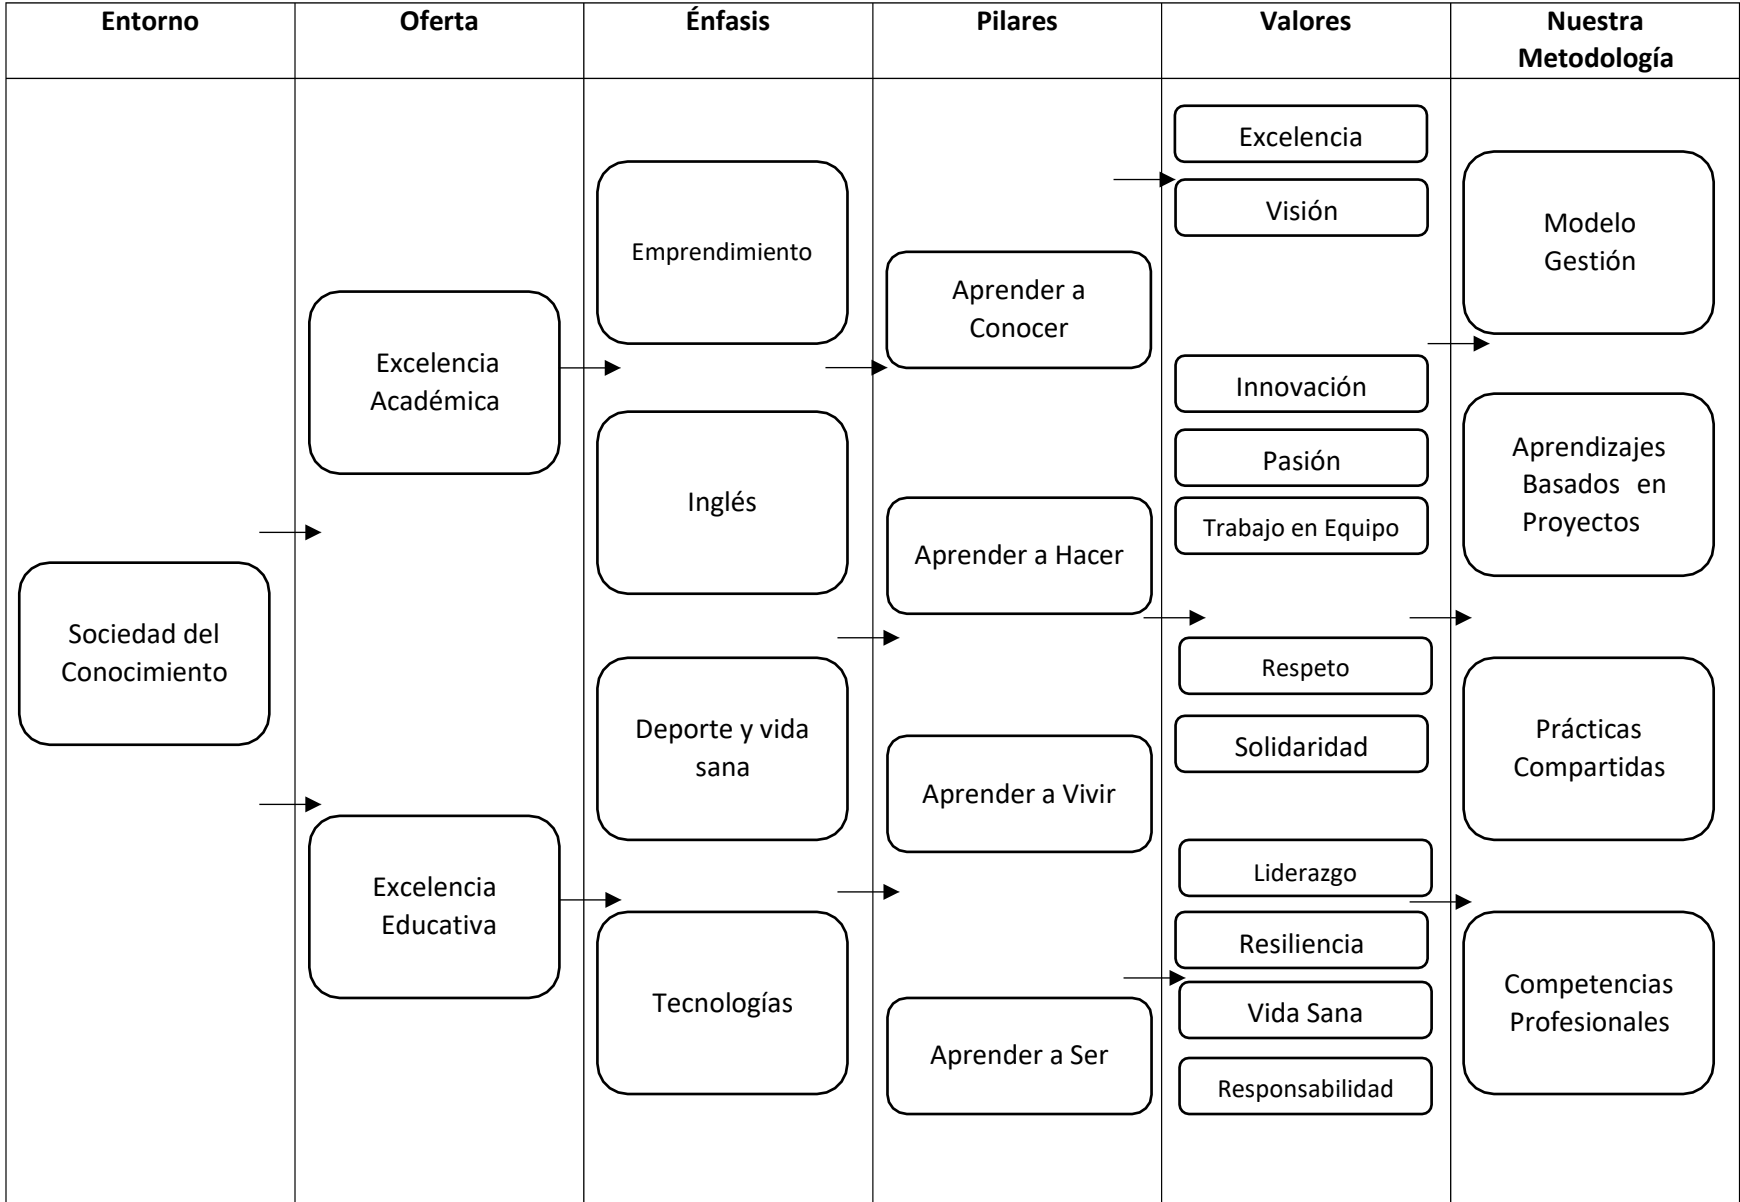 Entorno
Oferta
Énfasis
Pilares
Valores
Nuestra
Metodología
Sociedad del
Conocimiento
Excelencia
Académica
Excelencia
Educativa
Emprendimiento
Inglés
Deporte y vida
sana
Tecnologías
Aprender a
Conocer
Aprender a Hacer
Aprender a Vivir
Aprender a Ser
Excelencia
Visión
Innovación
Pasión
Trabajo en Equipo
Respeto
Solidaridad
Liderazgo
Resiliencia
Vida Sana
Responsabilidad
Modelo
Gestión
Aprendizajes
Basados en
Proyectos
Prácticas
Compartidas
Competencias
Profesionales